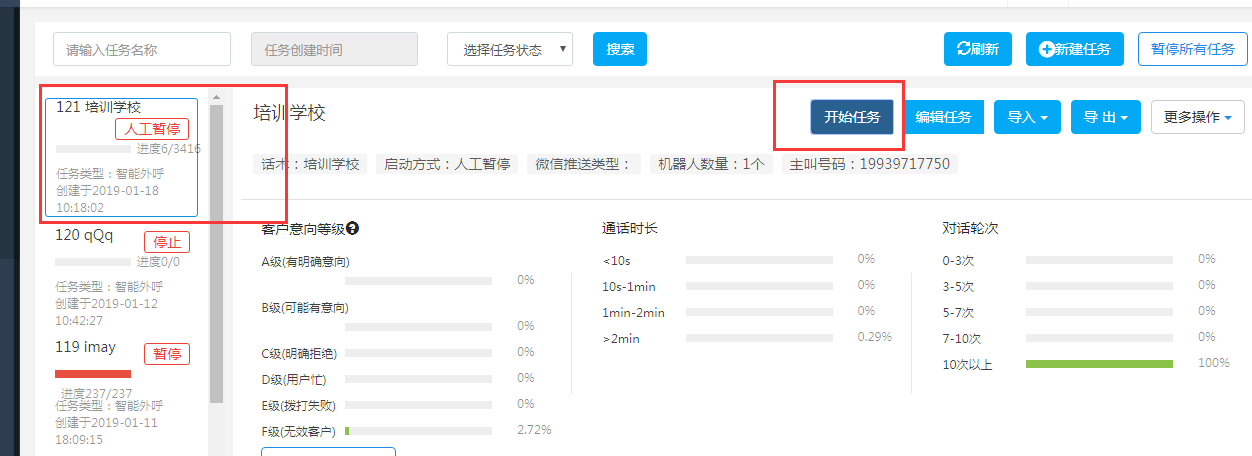 请输入任务名称 任务创建时间 选择任务状态 搜索 刷新 新建任务 暂停所有任务
121 培训学校
人工暂停
进度6/3416
任务类型：智能外呼
创建于2019-01-18
10:18:02
120 qQq
停止
进度0/0
任务类型：智能外呼
创建于2019-01-12
10:42:27
119 imay
暂停
进度237/237
任务类型：智能外呼
创建于2019-01-11
18:09:15
培训学校 开始任务 编辑任务 导入 导出 更多操作
话术：培训学校 启动方式：人工暂停 微信推送类型： 机器人数量：1个 主叫号码：19939717750
客户意向等级
A级(有明确意向)
0%
B级(可能有意向)
0%
C级(明确拒绝) 0%
D级(用户忙) 0%
E级(拨打失败) 0%
F级(无效客户) 2.72%
通话时长
<10s 0%
10s-1min 0%
1min-2min 0%
>2min 0.29%
对话轮次
0-3次 0%
3-5次 0%
5-7次 0%
7-10次 0%
10次以上 100%